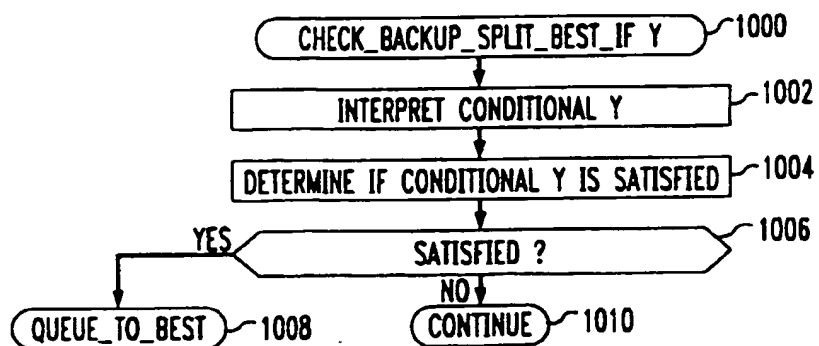 CHECK_BACKUP_SPLIT_BEST_IF Y 1000
INTERPRET CONDITIONAL Y 1002
DETERMINE IF CONDITIONAL Y IS SATISFIED 1004
YES SATISFIED ? 1006
NO
QUEUE_TO_BEST 1008 CONTINUE 1010